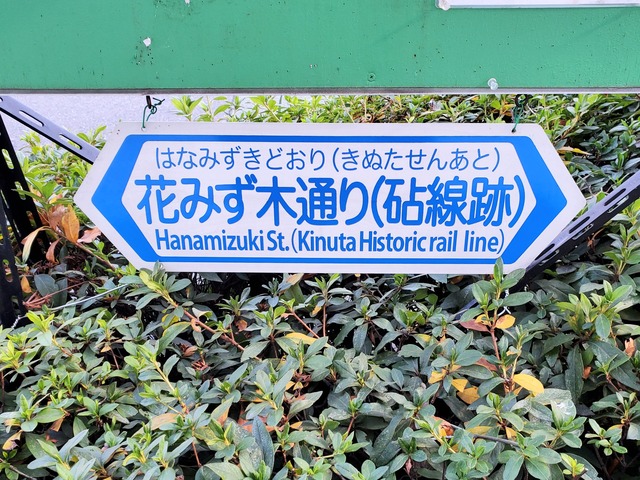 はなみずきどおり(きぬたせんあと)
花みず木通り(砧線跡)
Hanamizuki St. (Kinuta Historic rail line)